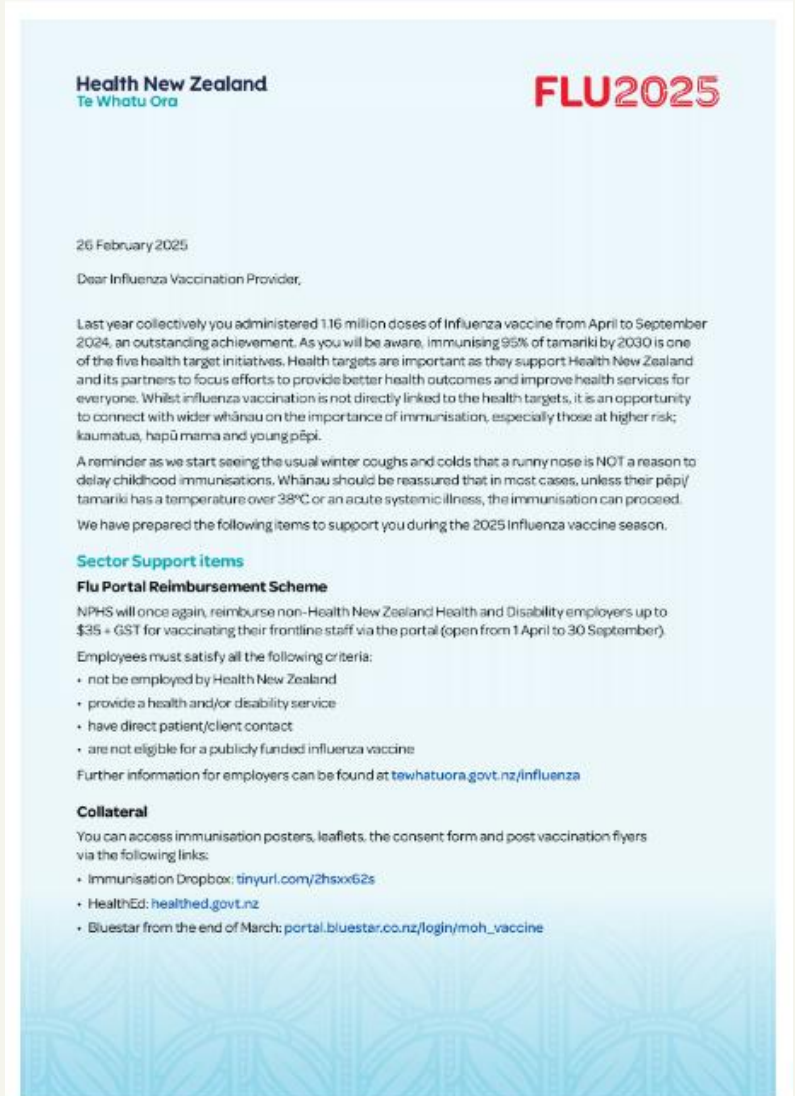 Health New Zealand
Te Whatu Ora
FLU2025
26 February 2025
Dear Influenza Vaccination Provider,
Last year collectively you administered 1.16 million doses of Influenza vaccine from April to September
2024, an outstanding achievement. As you will be aware, immunising 95% of tamariki by 2030 is one
of the five health target initiatives. Health targets are important as they support Health New Zealand
and its partners to focus efforts to provide better health outcomes and improve health services for
everyone. Whilst influenza vaccination is not directly linked to the health targets, it is an opportunity
to connect with wider whānau on the importance of immunisation, especially those at higher risk;
kaumatua, hapū mama and young pēpi.
A reminder as we start seeing the usual winter coughs and colds that a runny nose is NOT a reason to
delay childhood immunisations. Whānau should be reassured that in most cases, unless their pēpi/
tamariki has a temperature over 38°C or an acute systemic illness, the immunisation can proceed.
We have prepared the following items to support you during the 2025 Influenza vaccine season.
Sector Support items
Flu Portal Reimbursement Scheme
NPHS will once again, reimburse non-Health New Zealand Health and Disability employers up to
$35 + GST for vaccinating their frontline staff via the portal (open from 1 April to 30 September).
Employees must satisfy all the following criteria:
• not be employed by Health New Zealand
• provide a health and/or disability service
• have direct patient/client contact
• are not eligible for a publicly funded influenza vaccine
Further information for employers can be found at tewhatuora.govt.nz/influenza
Collateral
You can access immunisation posters, leaflets, the consent form and post vaccination flyers
via the following links:
• Immunisation Dropbox: tinyurl.com/2hsxx62s
• HealthEd: healthed.govt.nz
• Bluestar from the end of March: portal.bluestar.co.nz/login/moh_vaccine